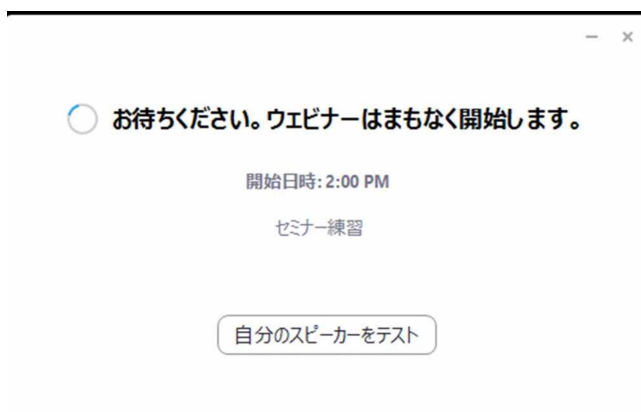 お待ちください。ウェビナーはまもなく開始します。
開始日時: 2:00 PM
セミナー練習
自分のスピーカーをテスト